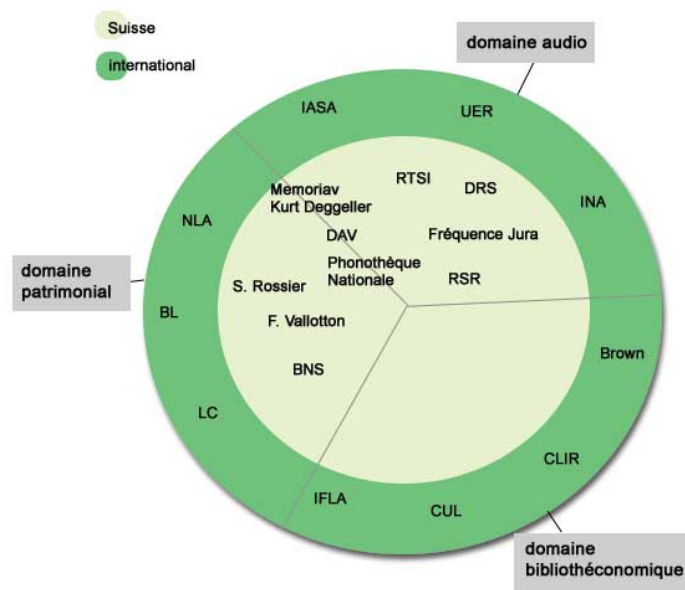 Suisse
international
domaine audio
IASA
UER
INA
RTSI
DRS
Memoriav
Kurt Deggeller
NLA
DAV
Fréquence Jura
Phonothèque
Nationale
RSR
domaine
patrimonial
S. Rossier
BL
F. Vallotton
BNS
Brown
LC
CLIR
IFLA
CUL
domaine
bibliothéconomique